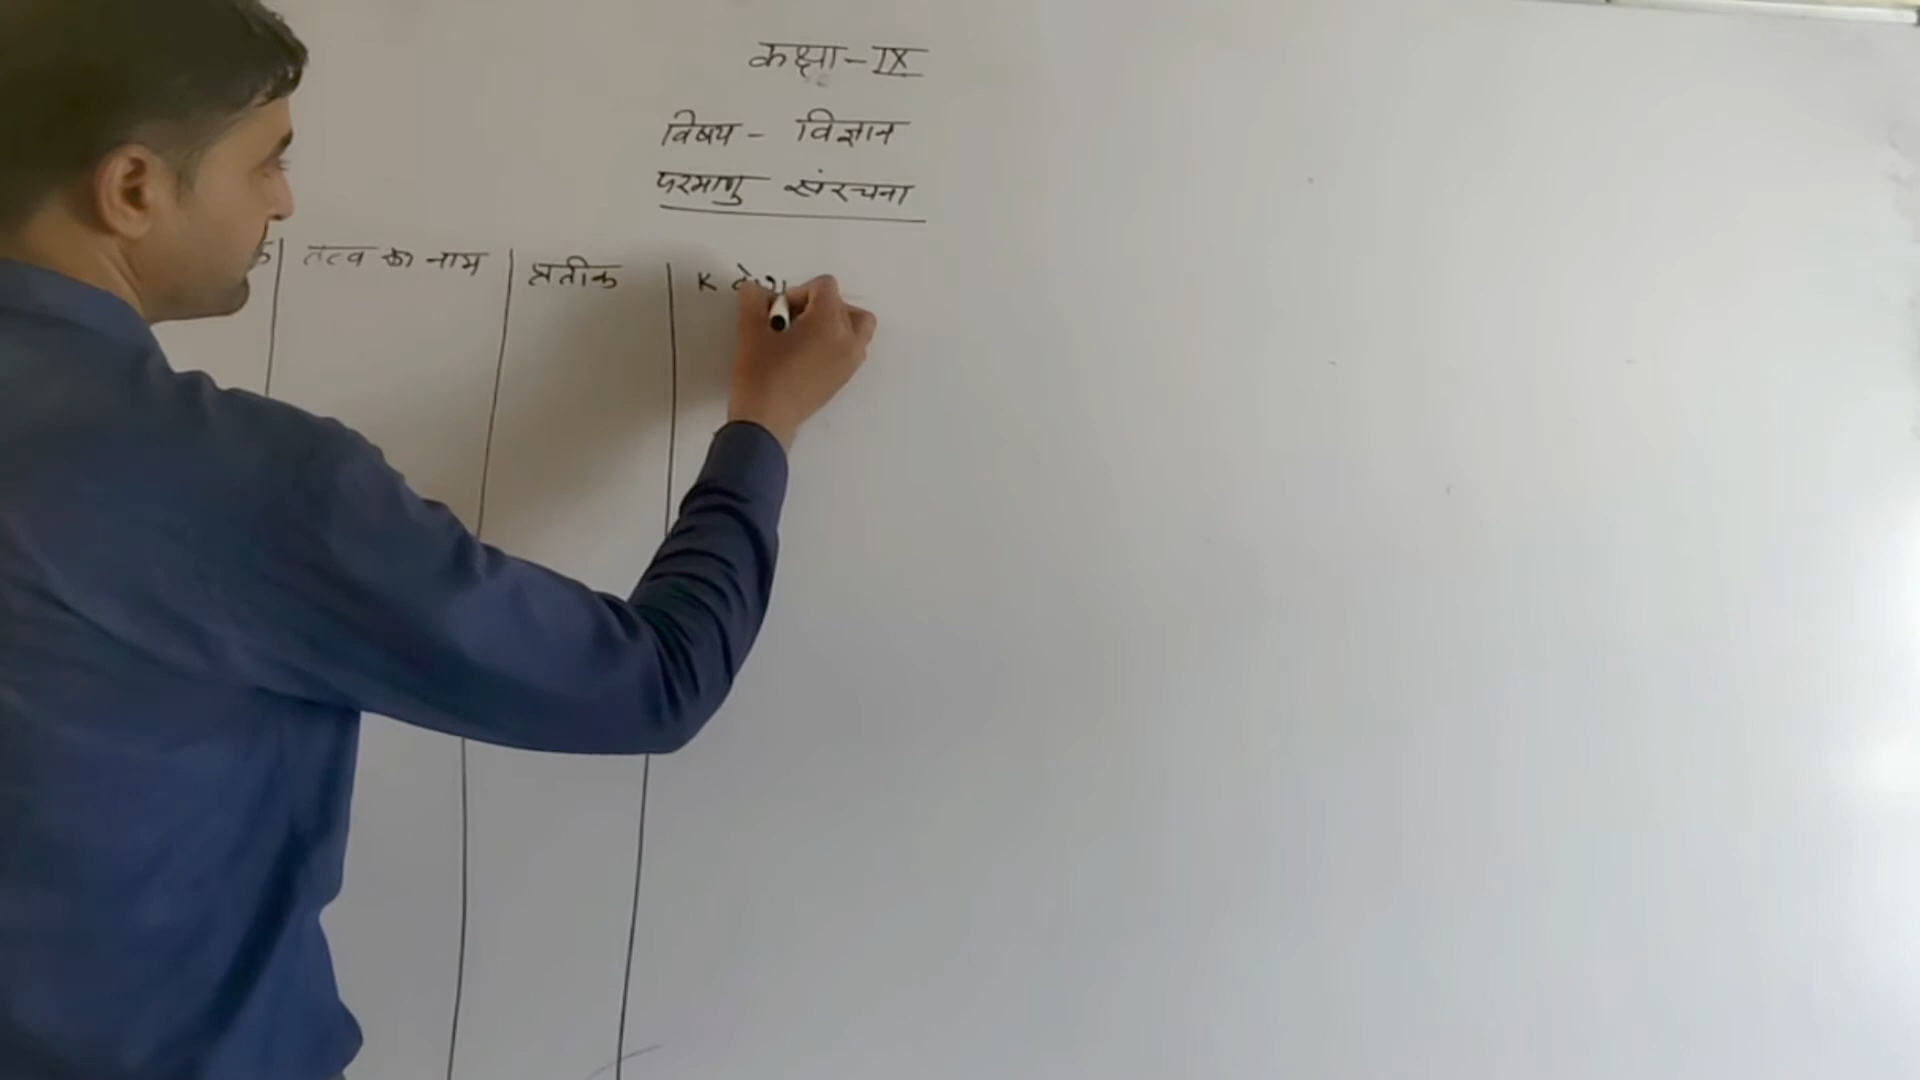 कक्षा - IX
विषय - विज्ञान
परमाणु संरचना
तत्व का नाम प्रतीक K